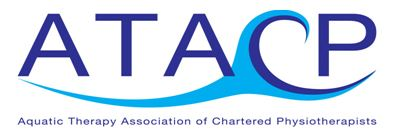 ATACP
Aquatic Therapy Association of Chartered Physiotherapists